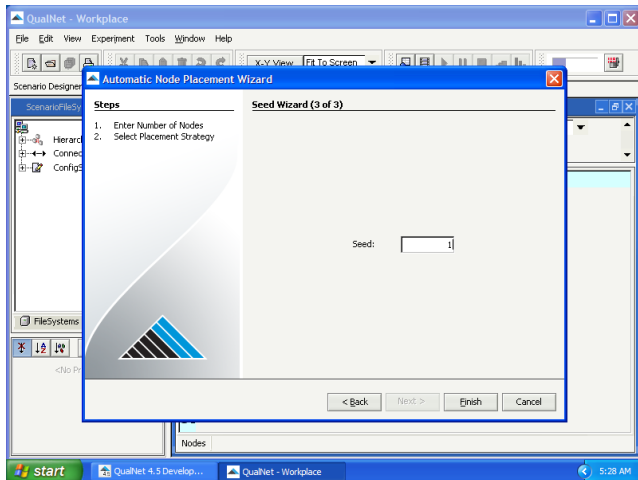 QualNet - Workplace
File Edit View Experiment Tools Window Help
X-Y View Fit To Screen
Scenario Designer
Automatic Node Placement Wizard
ScenarioFileSy
Steps
Seed Wizard (3 of 3)
1. Enter Number of Nodes
2. Select Placement Strategy
Hierarc
Connec
ConfigS
Seed: 1
FileSystems
<No Pr
< Back Next > Finish Cancel
Nodes
start QualNet 4.5 Develop... QualNet - Workplace 5:28 AM